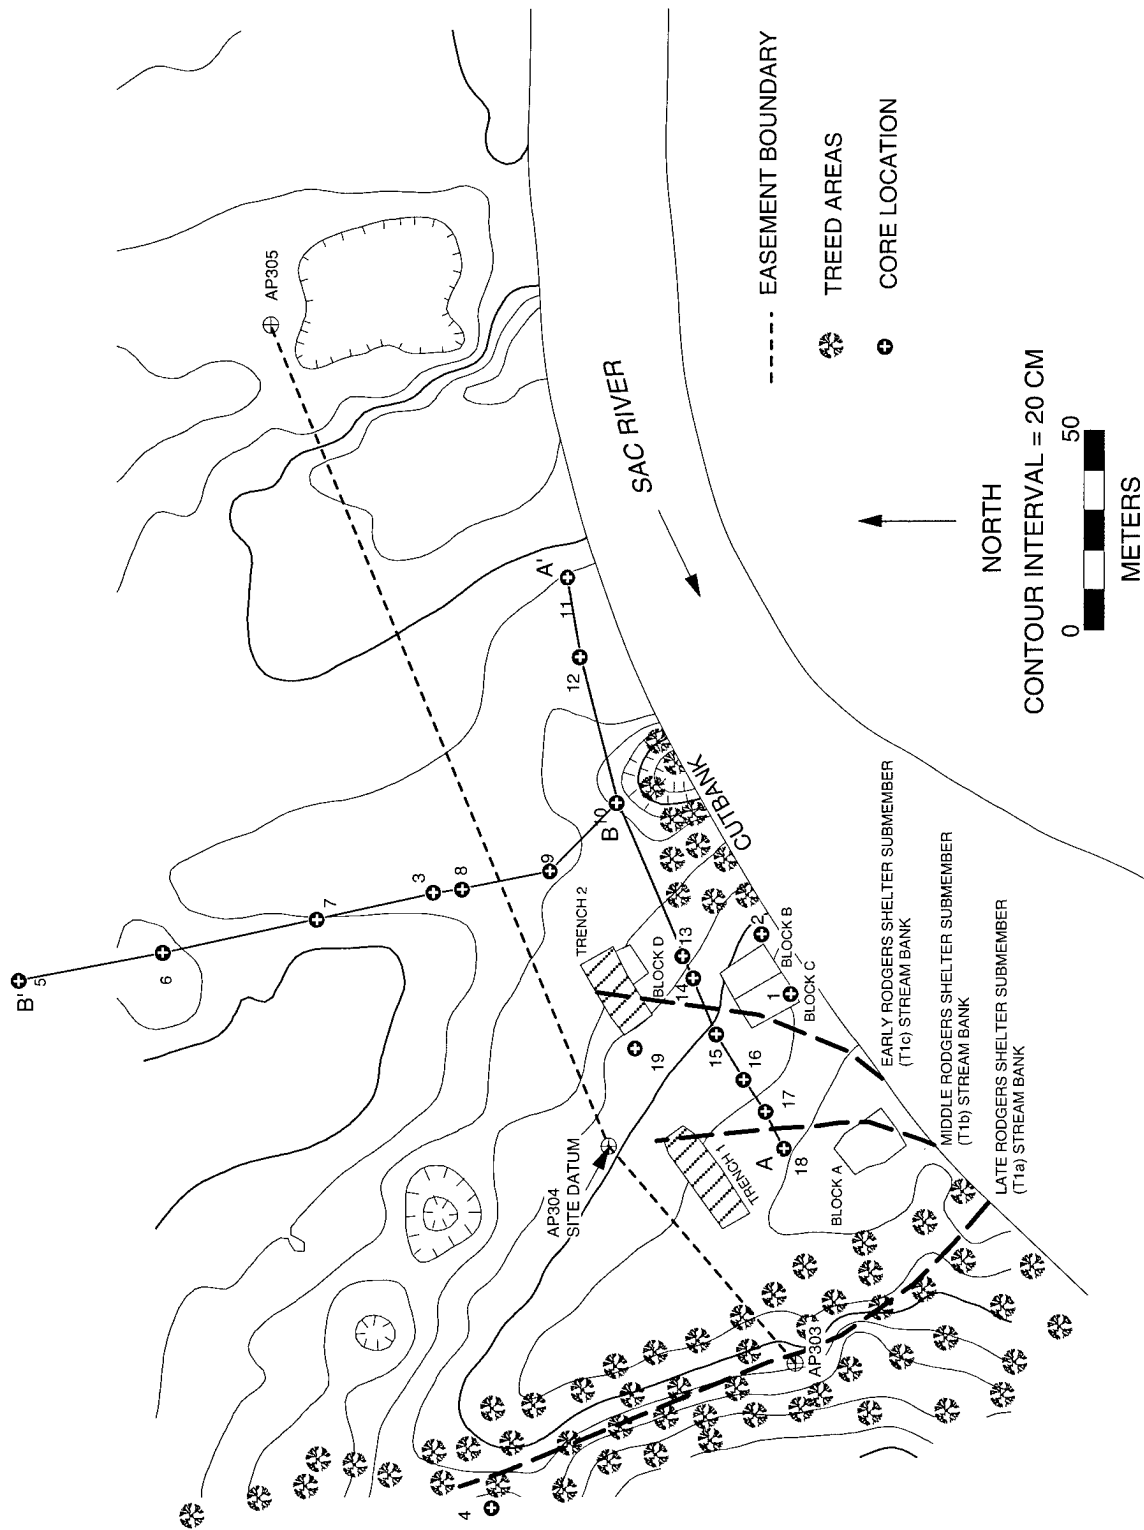 B'
5
6
7
3
8
9
10
B
A'
11
12
13
14
15
16
17
18
A
19
1
2
4
AP305
AP304
SITE DATUM
AP303
TRENCH 2
TRENCH 1
BLOCK D
BLOCK B
BLOCK C
BLOCK A
CUTBANK
SAC RIVER
EARLY RODGERS SHELTER SUBMEMBER
(T1c) STREAM BANK
MIDDLE RODGERS SHELTER SUBMEMBER
(T1b) STREAM BANK
LATE RODGERS SHELTER SUBMEMBER
(T1a) STREAM BANK
EASEMENT BOUNDARY
TREED AREAS
CORE LOCATION
NORTH
CONTOUR INTERVAL = 20 CM
0
50
METERS